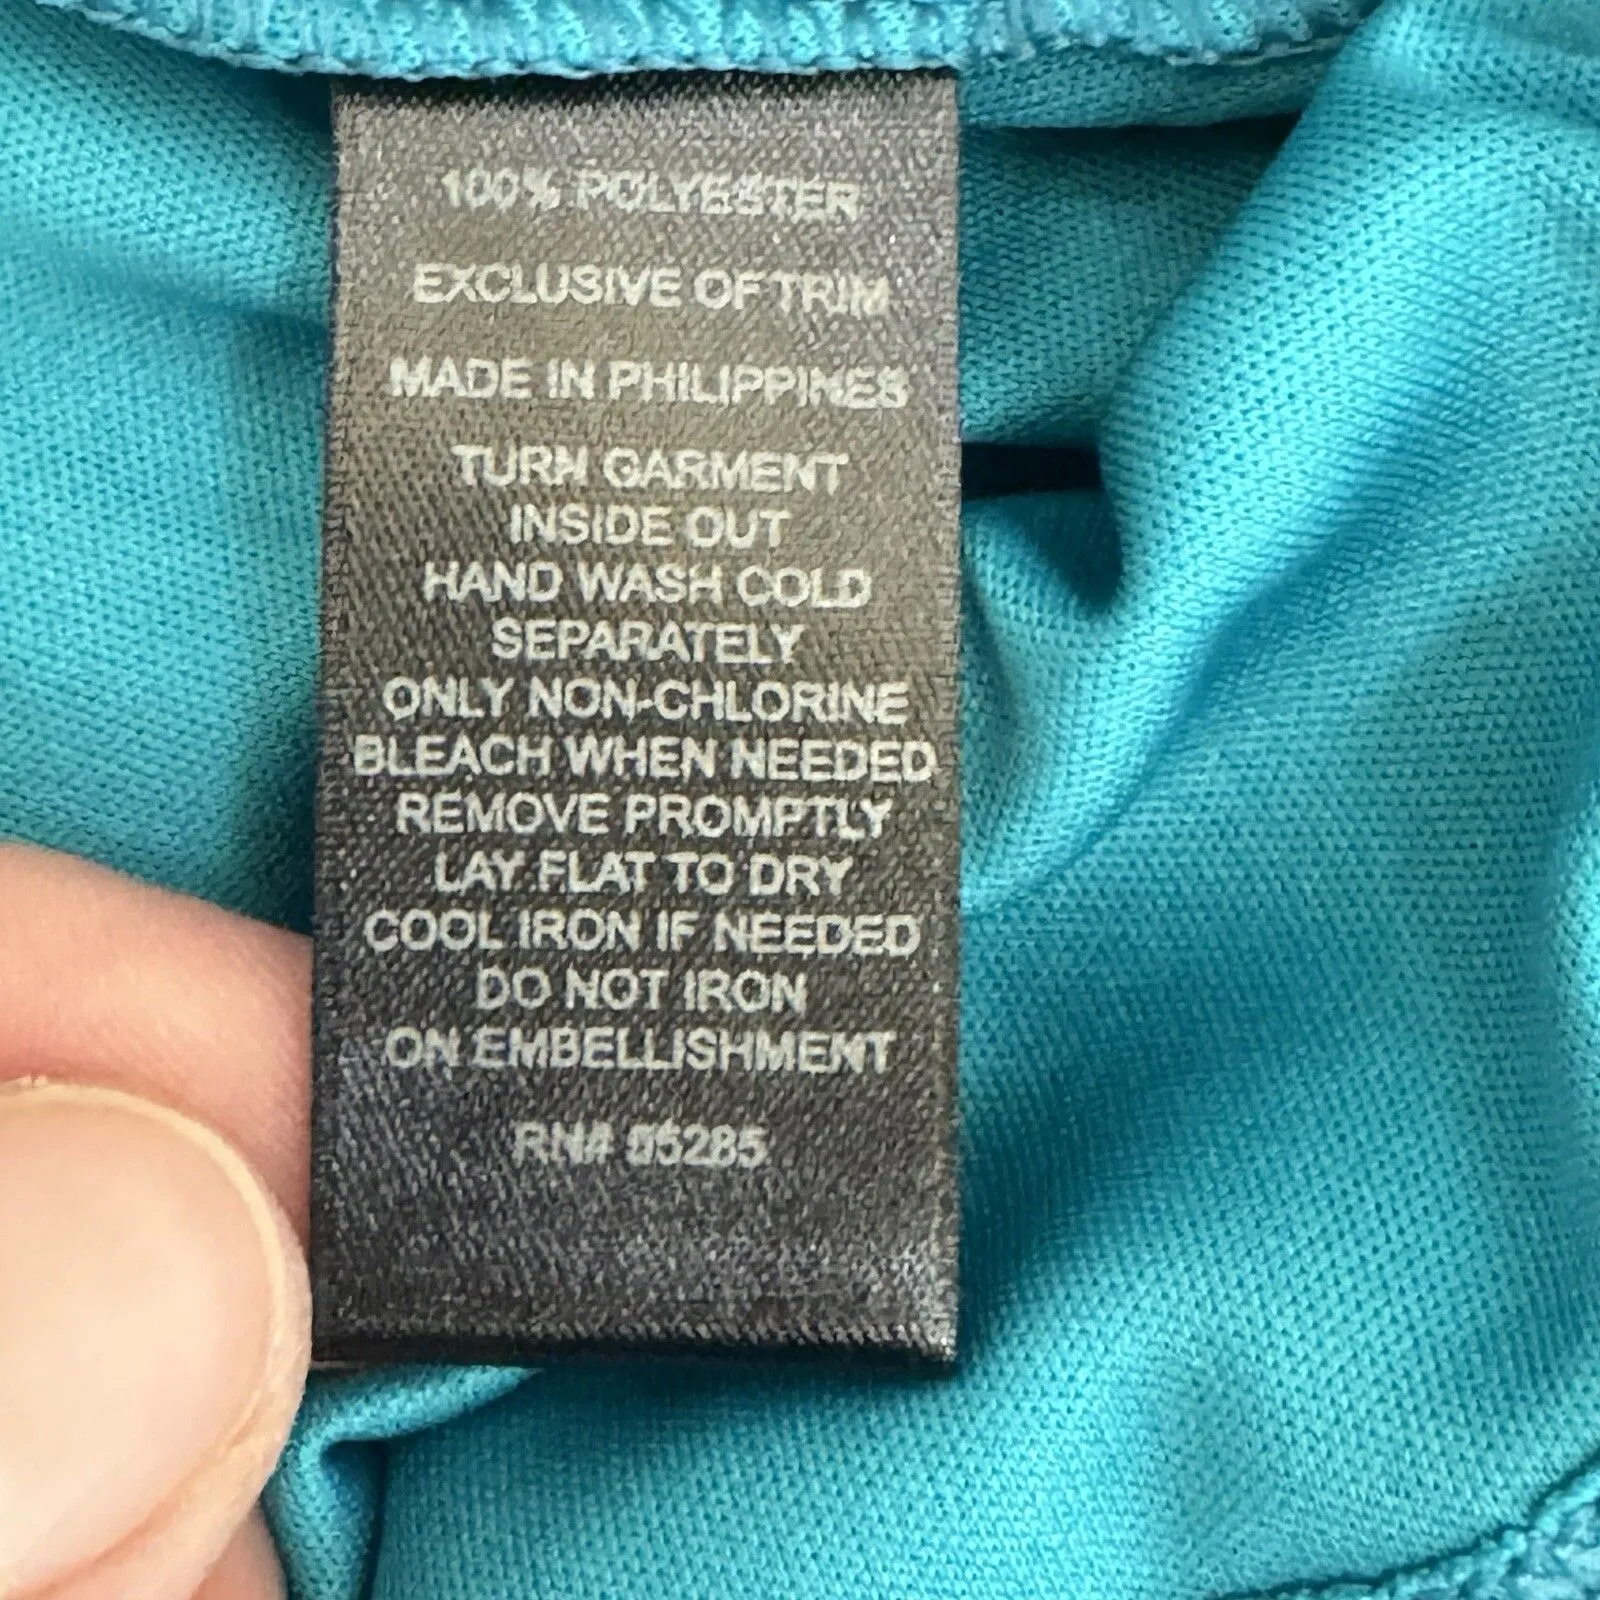 100% POLYESTER
EXCLUSIVE OF TRIM
MADE IN PHILIPPINES
TURN GARMENT
INSIDE OUT
HAND WASH COLD
SEPARATELY
ONLY NON-CHLORINE
BLEACH WHEN NEEDED
REMOVE PROMPTLY
LAY FLAT TO DRY
COOL IRON IF NEEDED
DO NOT IRON
ON EMBELLISHMENT
RN#